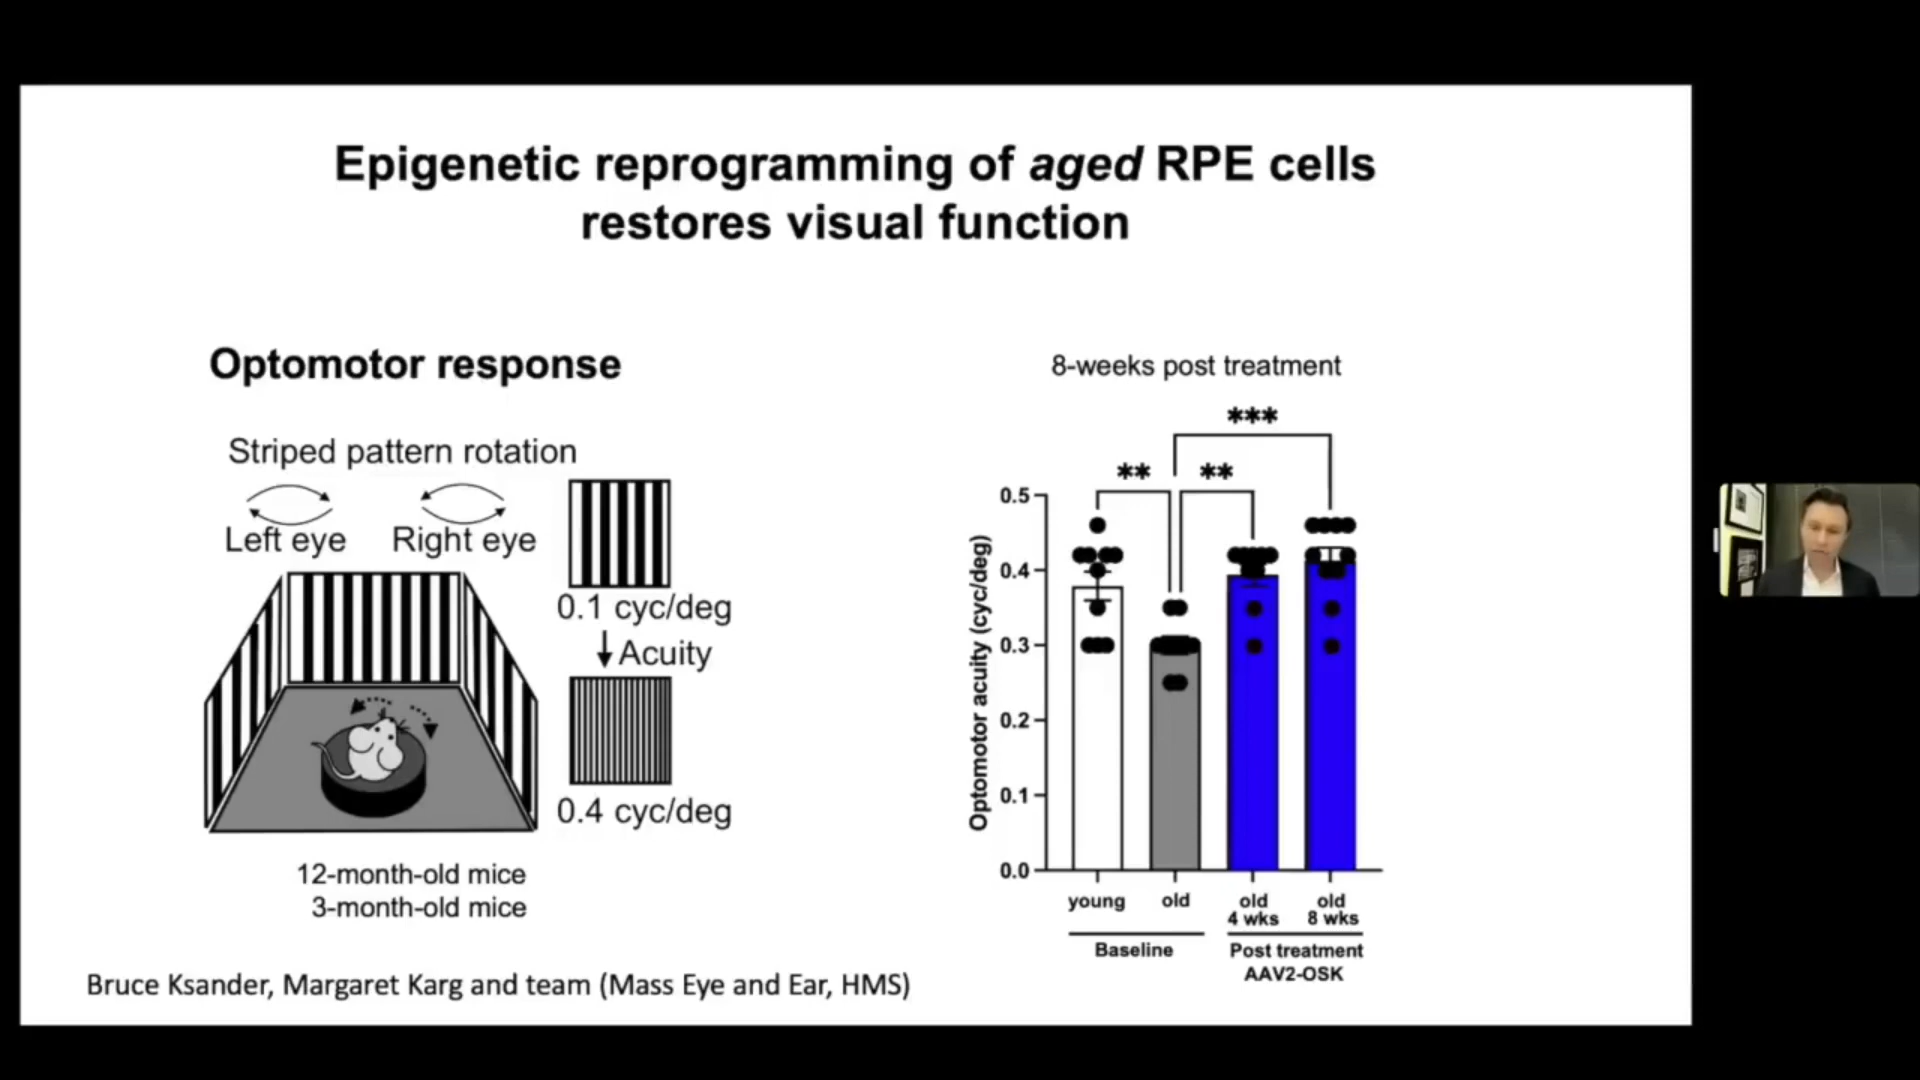 Epigenetic reprogramming of aged RPE cells
restores visual function
Optomotor response
Striped pattern rotation
Left eye
Right eye
0.1 cyc/deg
Acuity
0.4 cyc/deg
12-month-old mice
3-month-old mice
8-weeks post treatment
***
** **
Optomotor acuity (cyc/deg)
0.5
0.4
0.3
0.2
0.1
0.0
young
old
old
4 wks
old
8 wks
Baseline
Post treatment
AAV2-OSK
Bruce Ksander, Margaret Karg and team (Mass Eye and Ear, HMS)